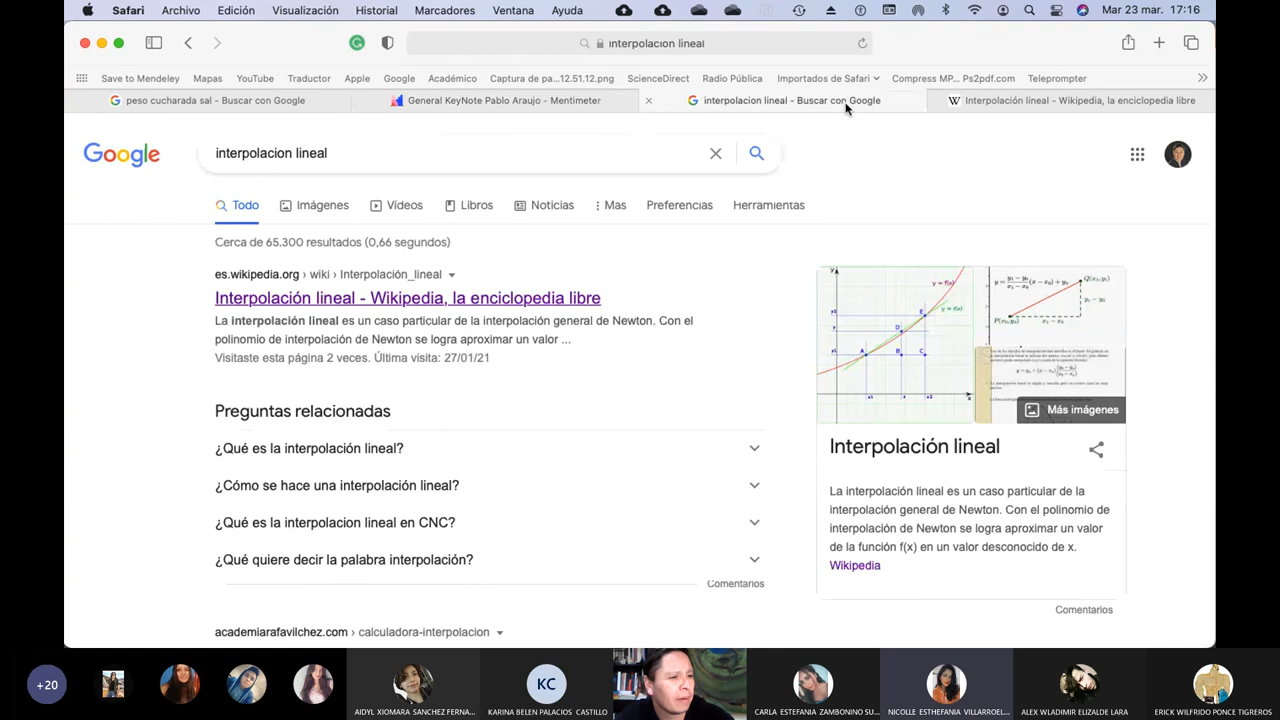 Safari Archivo Edición Visualización Historial Marcadores Ventana Ayuda Mar 23 mar. 17:16
interpolacion lineal
Save to Mendeley Mapas YouTube Traductor Apple Google Académico Captura de pa...12.51.12.png ScienceDirect Radio Pública Importados de Safari Compress MP... Ps2pdf.com Teleprompter
peso cucharada sal - Buscar con Google General KeyNote Pablo Araujo - Mentimeter interpolacion lineal - Buscar con Google Interpolación lineal - Wikipedia, la enciclopedia libre
Google interpolacion lineal
Todo Imágenes Vídeos Libros Noticias Mas Preferencias Herramientas
Cerca de 65.300 resultados (0,66 segundos)
es.wikipedia.org › wiki › Interpolación_lineal
Interpolación lineal - Wikipedia, la enciclopedia libre
La interpolación lineal es un caso particular de la interpolación general de Newton. Con el
polinomio de interpolación de Newton se logra aproximar un valor ...
Visitaste esta página 2 veces. Última visita: 27/01/21
Preguntas relacionadas
¿Qué es la interpolación lineal?
¿Cómo se hace una interpolación lineal?
¿Qué es la interpolacion lineal en CNC?
¿Qué quiere decir la palabra interpolación?
Comentarios
academiarafavilchez.com › calculadora-interpolacion
Más imágenes
Interpolación lineal
La interpolación lineal es un caso particular de la
interpolación general de Newton. Con el polinomio de
interpolación de Newton se logra aproximar un valor
de la función f(x) en un valor desconocido de x.
Wikipedia
Comentarios
+20
KC
AIDYL XIOMARA SANCHEZ FERNA... KARINA BELEN PALACIOS CASTILLO CARLA ESTEFANIA ZAMBONINO SU... NICOLLE ESTHEFANIA VILLARROEL... ALEX WLADIMIR ELIZALDE LARA ERICK WILFRIDO PONCE TIGREROS